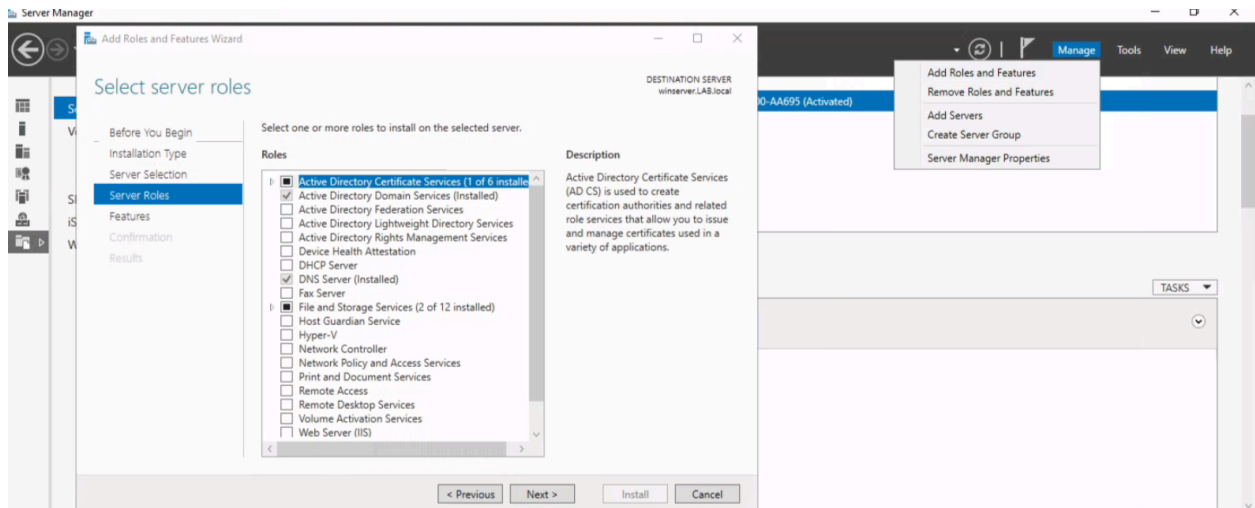 Server Manager
Add Roles and Features Wizard
Manage
Tools
View
Help
Select server roles
DESTINATION SERVER
winserver.LAB.local
Add Roles and Features
Remove Roles and Features
Add Servers
Create Server Group
Server Manager Properties
00-AA695 (Activated)
Before You Begin
Installation Type
Server Selection
Server Roles
Features
Confirmation
Results
Select one or more roles to install on the selected server.
Roles
Active Directory Certificate Services (1 of 6 installe
Active Directory Domain Services (Installed)
Active Directory Federation Services
Active Directory Lightweight Directory Services
Active Directory Rights Management Services
Device Health Attestation
DHCP Server
DNS Server (Installed)
Fax Server
File and Storage Services (2 of 12 installed)
Host Guardian Service
Hyper-V
Network Controller
Network Policy and Access Services
Print and Document Services
Remote Access
Remote Desktop Services
Volume Activation Services
Web Server (IIS)
Description
Active Directory Certificate Services
(AD CS) is used to create
certification authorities and related
role services that allow you to issue
and manage certificates used in a
variety of applications.
TASKS
< Previous
Next >
Install
Cancel